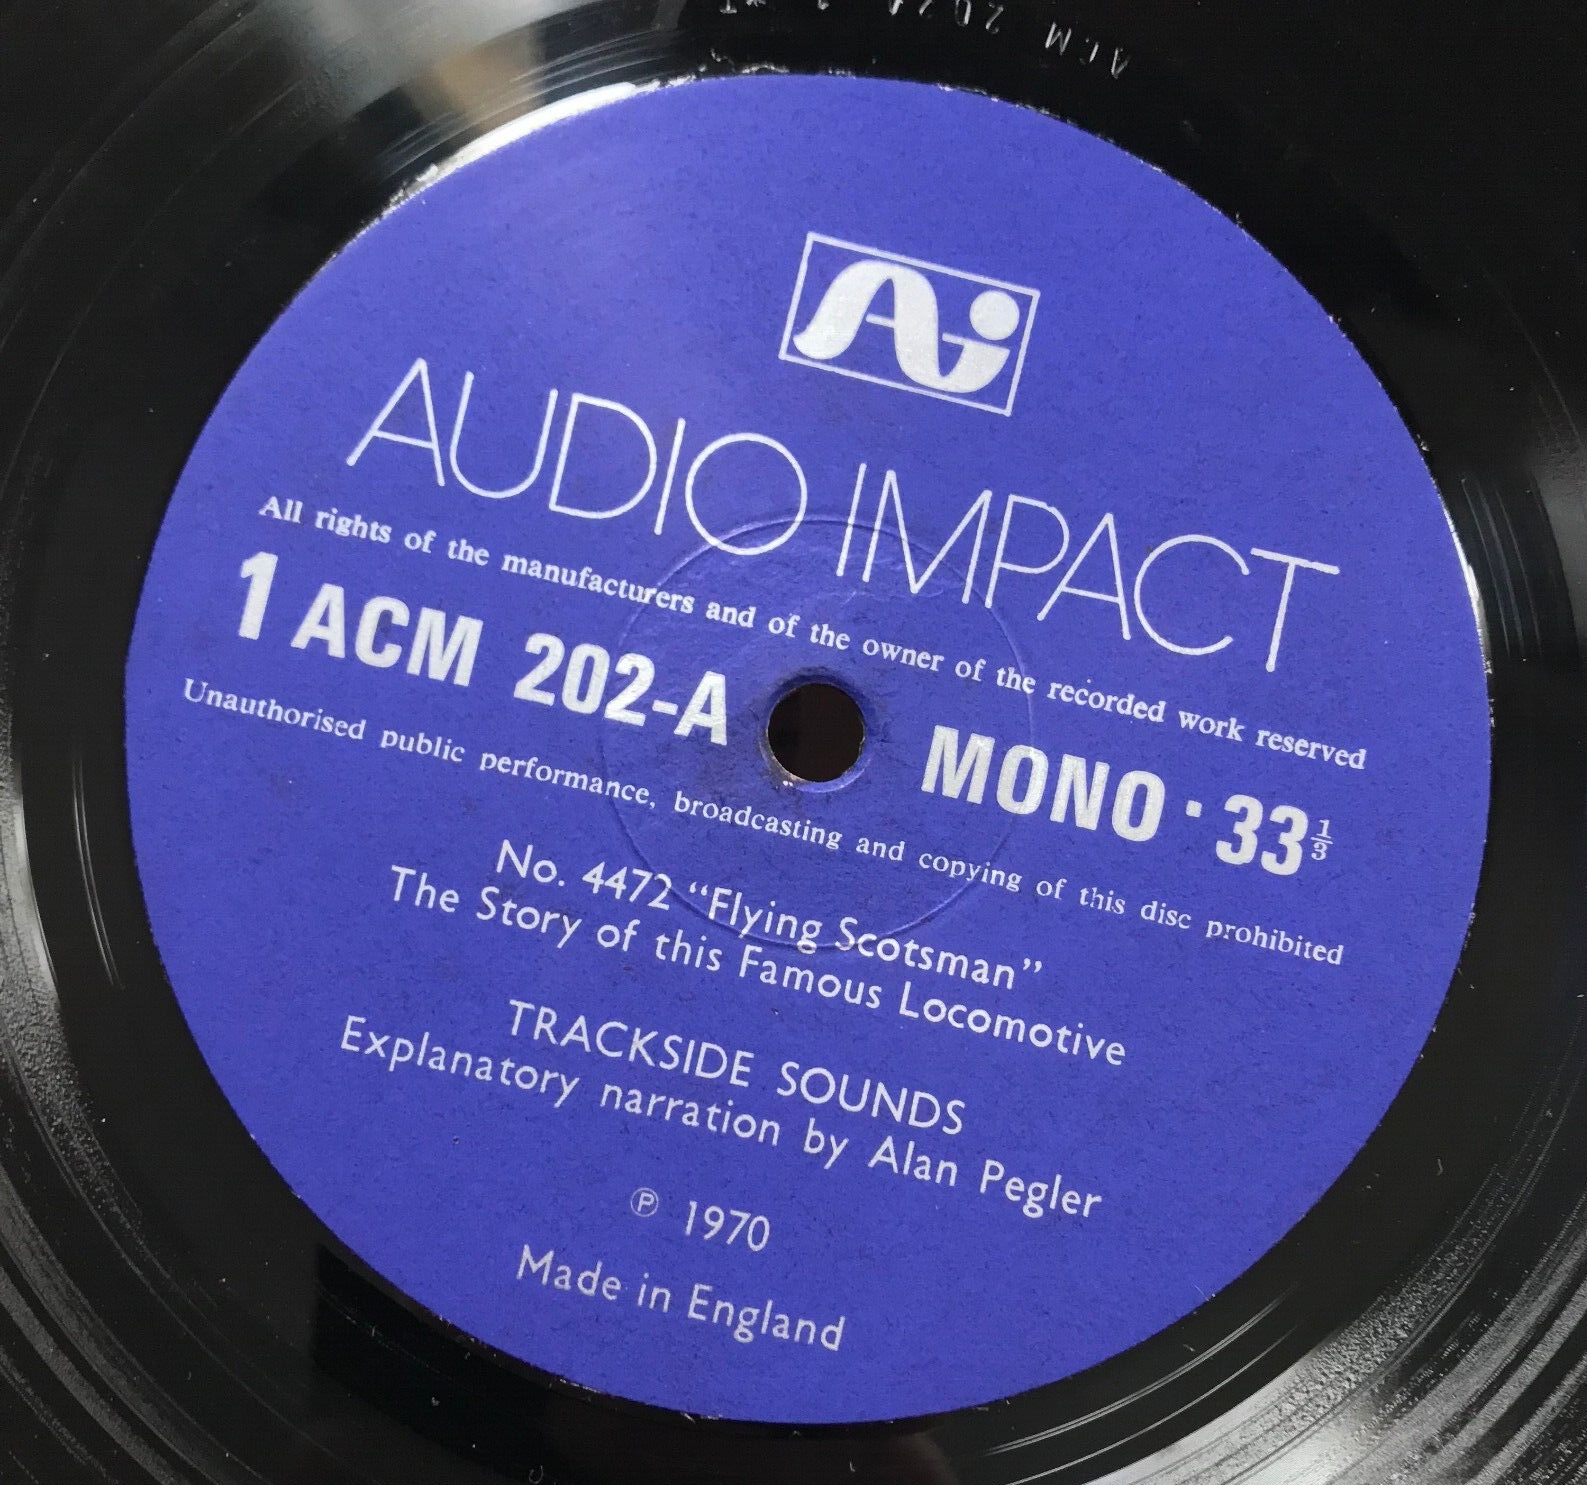 Ai
AUDIO IMPACT
All rights of the manufacturers and of the owner of the recorded work reserved
1 ACM 202-A MONO · 33⅓
Unauthorised public performance, broadcasting and copying of this disc prohibited
No. 4472 “Flying Scotsman”
The Story of this Famous Locomotive
TRACKSIDE SOUNDS
Explanatory narration by Alan Pegler
℗ 1970
Made in England
ACM